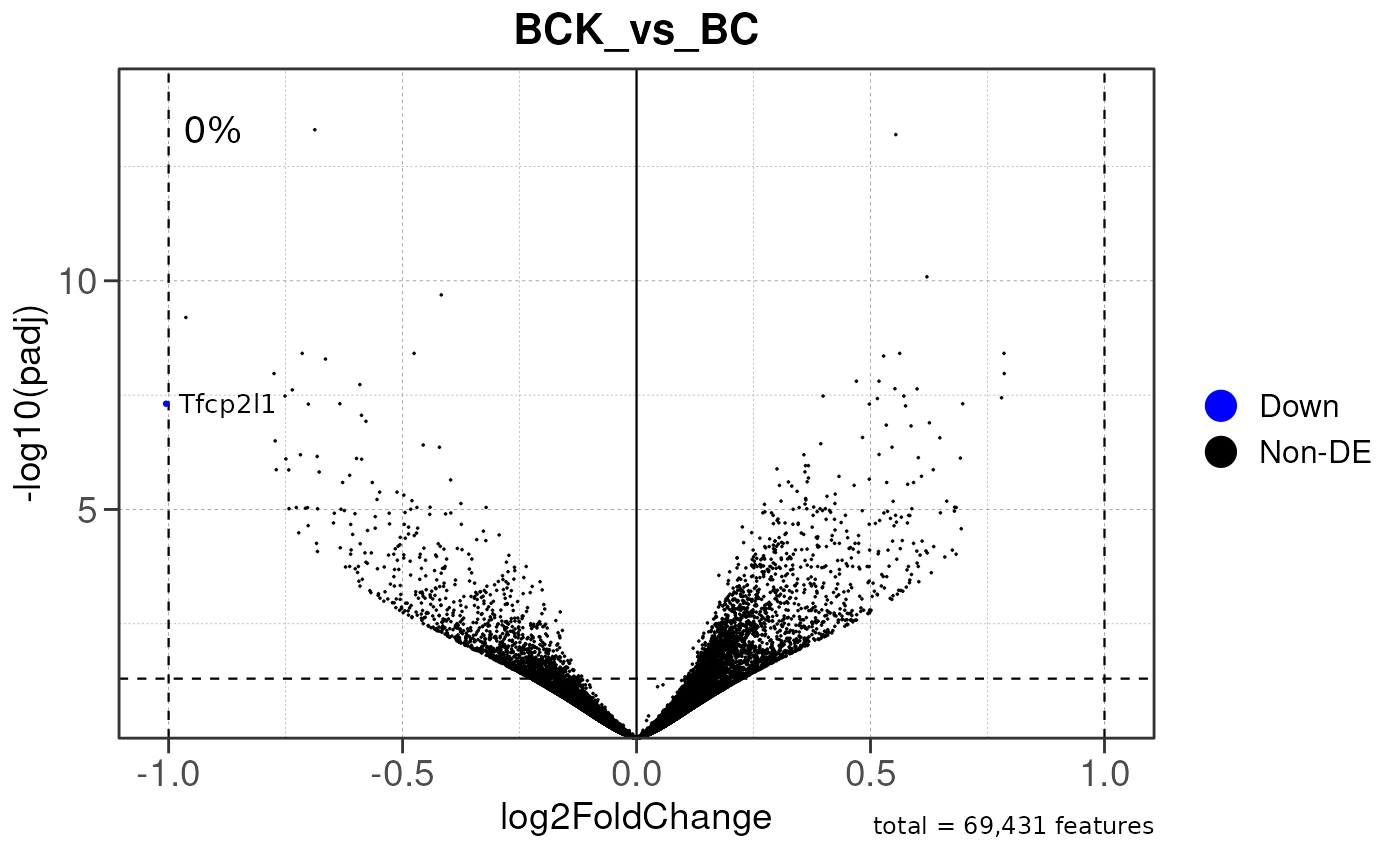 BCK_vs_BC
0%
10
5
-log10(padj)
Tfcp2l1
Down
Non-DE
-1.0 -0.5 0.0 0.5 1.0
log2FoldChange
total = 69,431 features